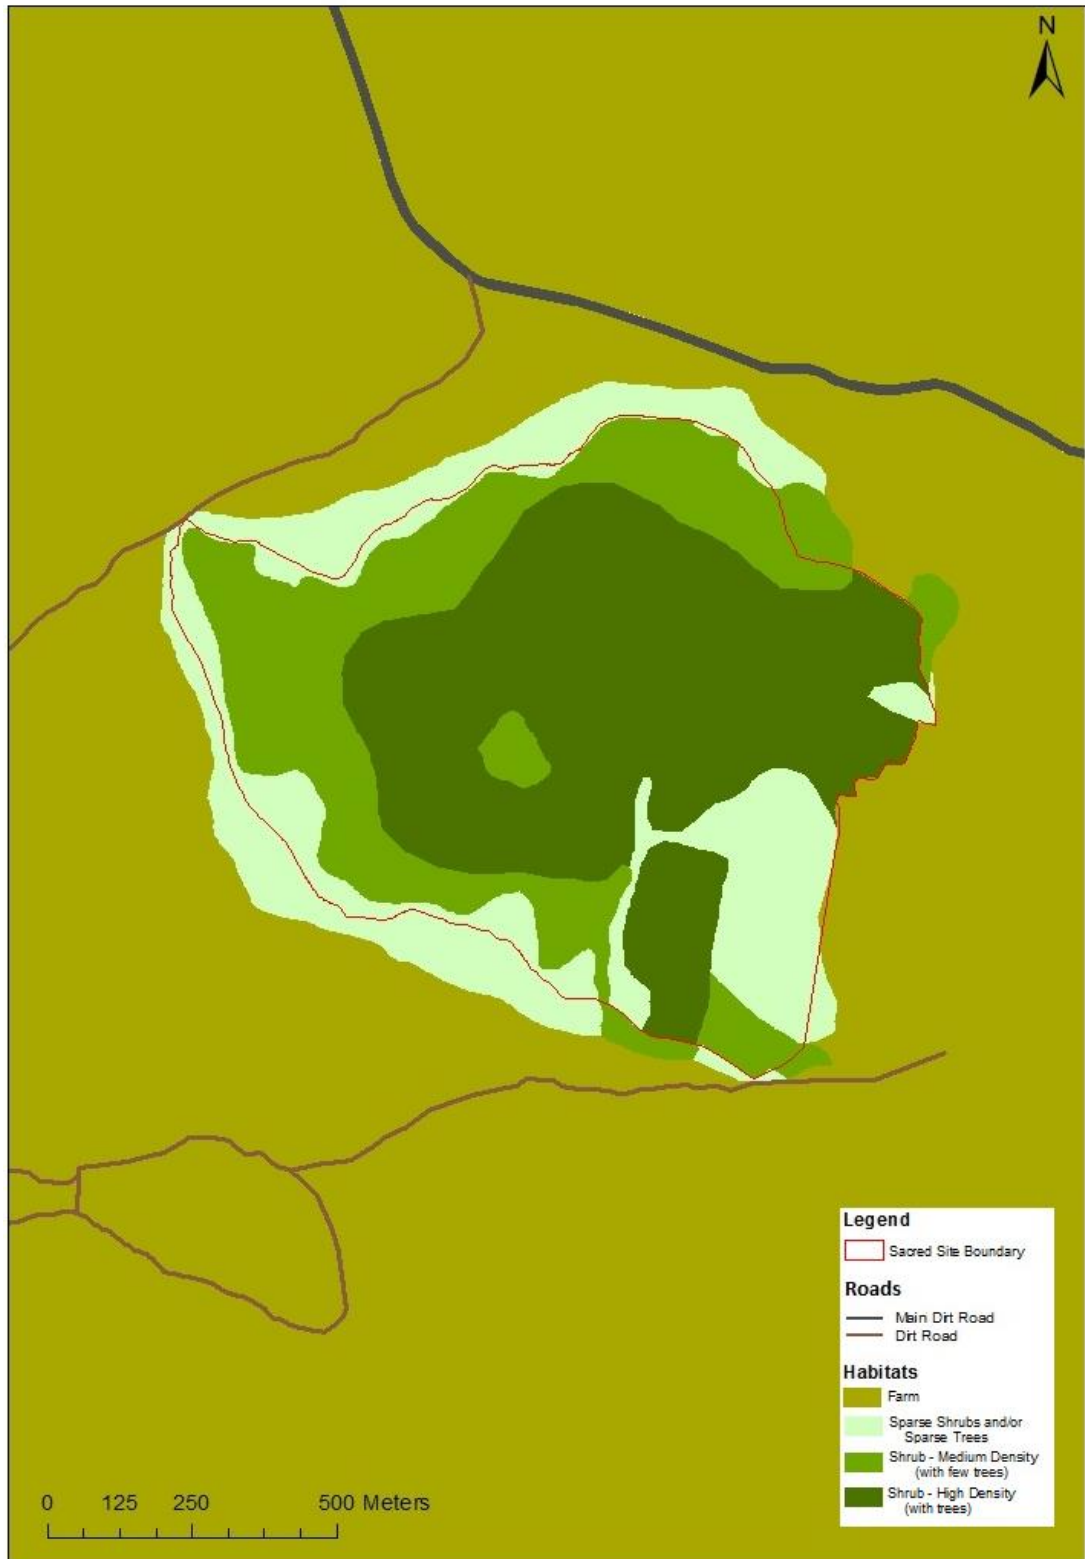 N
Legend
Sacred Site Boundary
Roads
Main Dirt Road
Dirt Road
Habitats
Farm
Sparse Shrubs and/or
Sparse Trees
Shrub - Medium Density
(with few trees)
Shrub - High Density
(with trees)
0 125 250 500 Meters